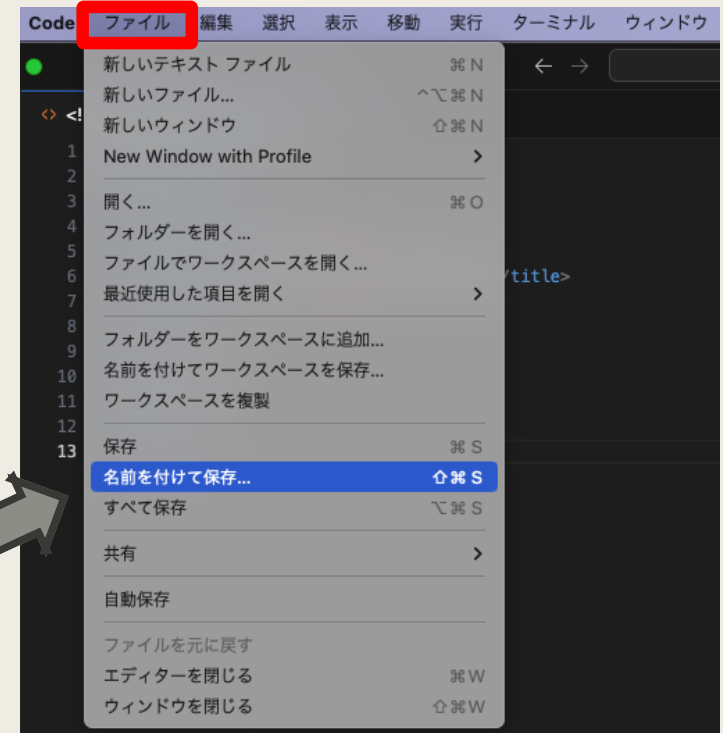 Code ファイル 編集 選択 表示 移動 実行 ターミナル ウィンドウ
新しいテキスト ファイル ⌘ N
新しいファイル... ^⌥⌘ N
新しいウィンドウ ⇧⌘ N
New Window with Profile >
開く... ⌘ O
フォルダーを開く...
ファイルでワークスペースを開く...
最近使用した項目を開く >
フォルダーをワークスペースに追加...
名前を付けてワークスペースを保存...
ワークスペースを複製
保存 ⌘ S
名前を付けて保存... ⇧⌘ S
すべて保存 ⌥⌘ S
共有 >
自動保存
ファイルを元に戻す
エディターを閉じる ⌘W
ウィンドウを閉じる ⇧⌘W
← →
<> <!
1
2
3
4
5
6 /title>
7
8
9
10
11
12
13